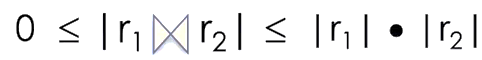 0 ≤ |r₁⋈r₂| ≤ |r₁| • |r₂|